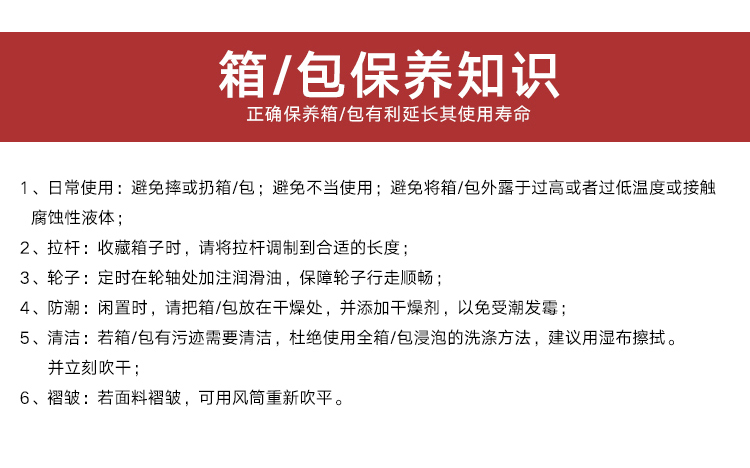 箱/包保养知识
正确保养箱/包有利延长其使用寿命
1、日常使用：避免摔或扔箱/包；避免不当使用；避免将箱/包外露于过高或者过低温度或接触
腐蚀性液体；
2、拉杆：收藏箱子时，请将拉杆调制到合适的长度；
3、轮子：定时在轮轴处加注润滑油，保障轮子行走顺畅；
4、防潮：闲置时，请把箱/包放在干燥处，并添加干燥剂，以免受潮发霉；
5、清洁：若箱/包有污迹需要清洁，杜绝使用全箱/包浸泡的洗涤方法，建议用湿布擦拭。
并立刻吹干；
6、褶皱：若面料褶皱，可用风筒重新吹平。